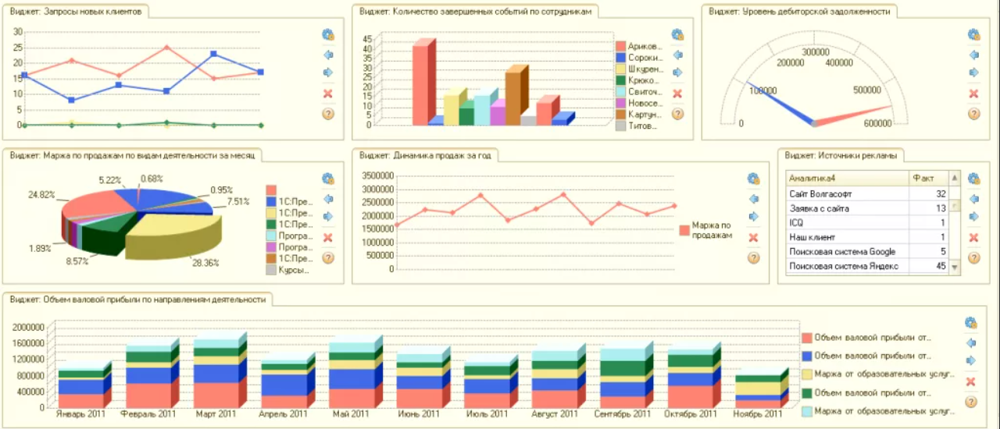 Виджет: Запросы новых клиентов
30
25
20
15
10
5
0
Виджет: Количество завершенных событий по сотрудникам
45
40
35
30
25
20
15
10
5
0
Ариков...
Сороки...
Шкурен...
Крюко...
Свиточ...
Новосе...
Картун...
Титов...
Виджет: Уровень дебиторской задолженности
0
100000
200000
300000
400000
500000
600000
Виджет: Маржа по продажам по видам деятельности за месяц
5.22%
0.68%
24.82%
0.95%
7.51%
1.89%
8.57%
28.36%
1С:Пре...
1С:Пре...
1С:Пре...
Програ...
Програ...
1С:Пре...
Курсы...
Виджет: Динамика продаж за год
3500000
3000000
2500000
2000000
1500000
1000000
500000
0
Маржа по
продажам
Виджет: Источники рекламы
Аналитика4 Факт
Сайт Волгасофт 32
Заявка с сайта 13
ICQ 1
Наш клиент 1
Поисковая система Google 5
Поисковая система Яндекс 45
Виджет: Объем валовой прибыли по направлениям деятельности
2000000
1600000
1200000
800000
400000
0
Январь 2011 Февраль 2011 Март 2011 Апрель 2011 Май 2011 Июнь 2011 Июль 2011 Август 2011 Сентябрь 2011 Октябрь 2011 Ноябрь 2011
Объем валовой прибыли от...
Объем валовой прибыли от...
Маржа от образовательных услуг...
Объем валовой прибыли от...
Маржа от образовательных услуг...